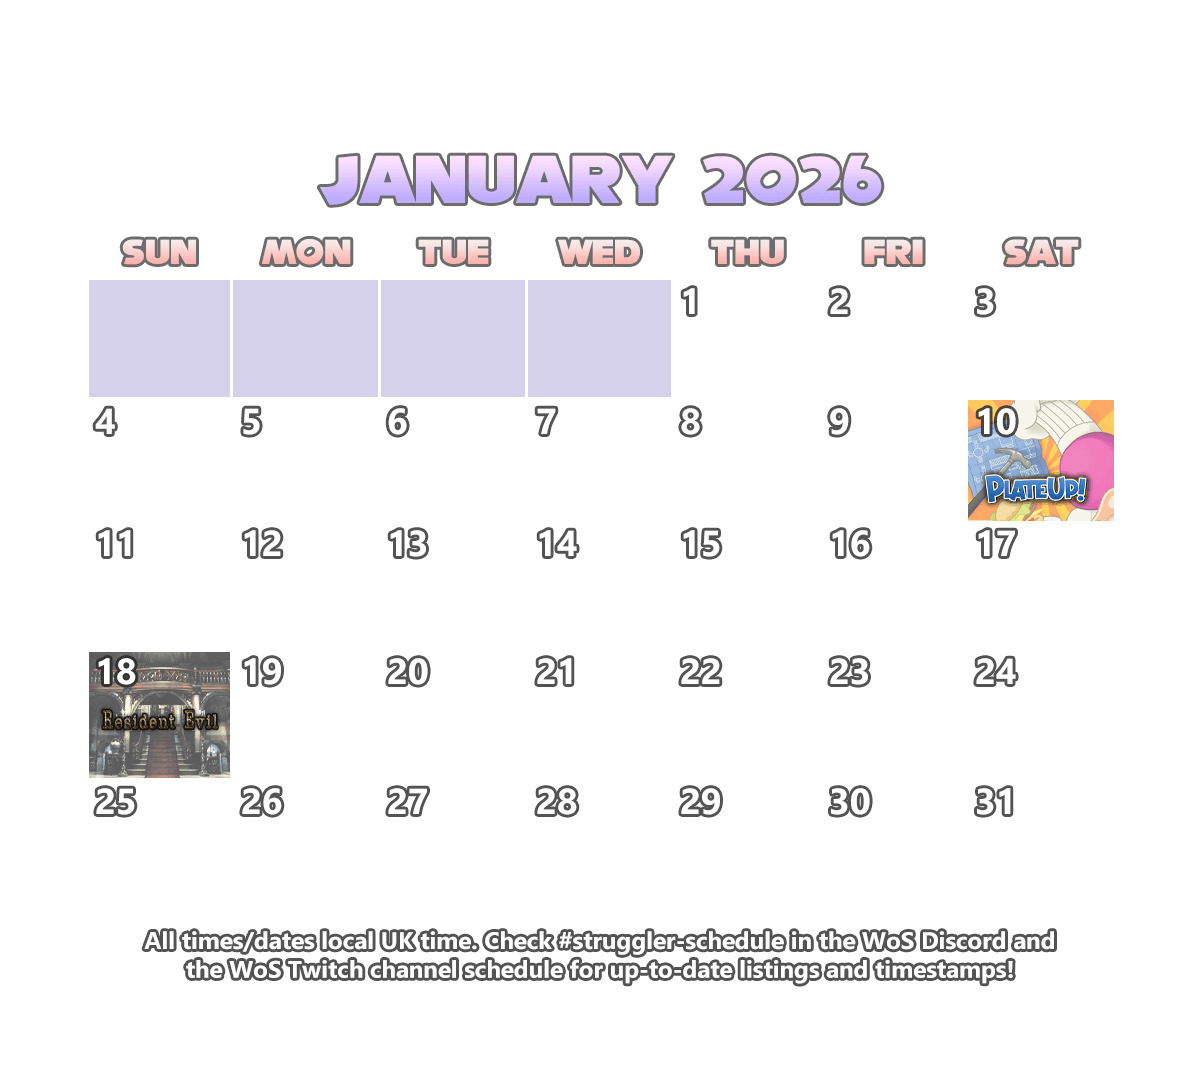 JANUARY 2026
SUN MON TUE WED THU FRI SAT
1 2 3
4 5 6 7 8 9 10
PlateUp!
11 12 13 14 15 16 17
18 19 20 21 22 23 24
Resident Evil
25 26 27 28 29 30 31
All times/dates local UK time. Check #struggler-schedule in the WoS Discord and
the WoS Twitch channel schedule for up-to-date listings and timestamps!